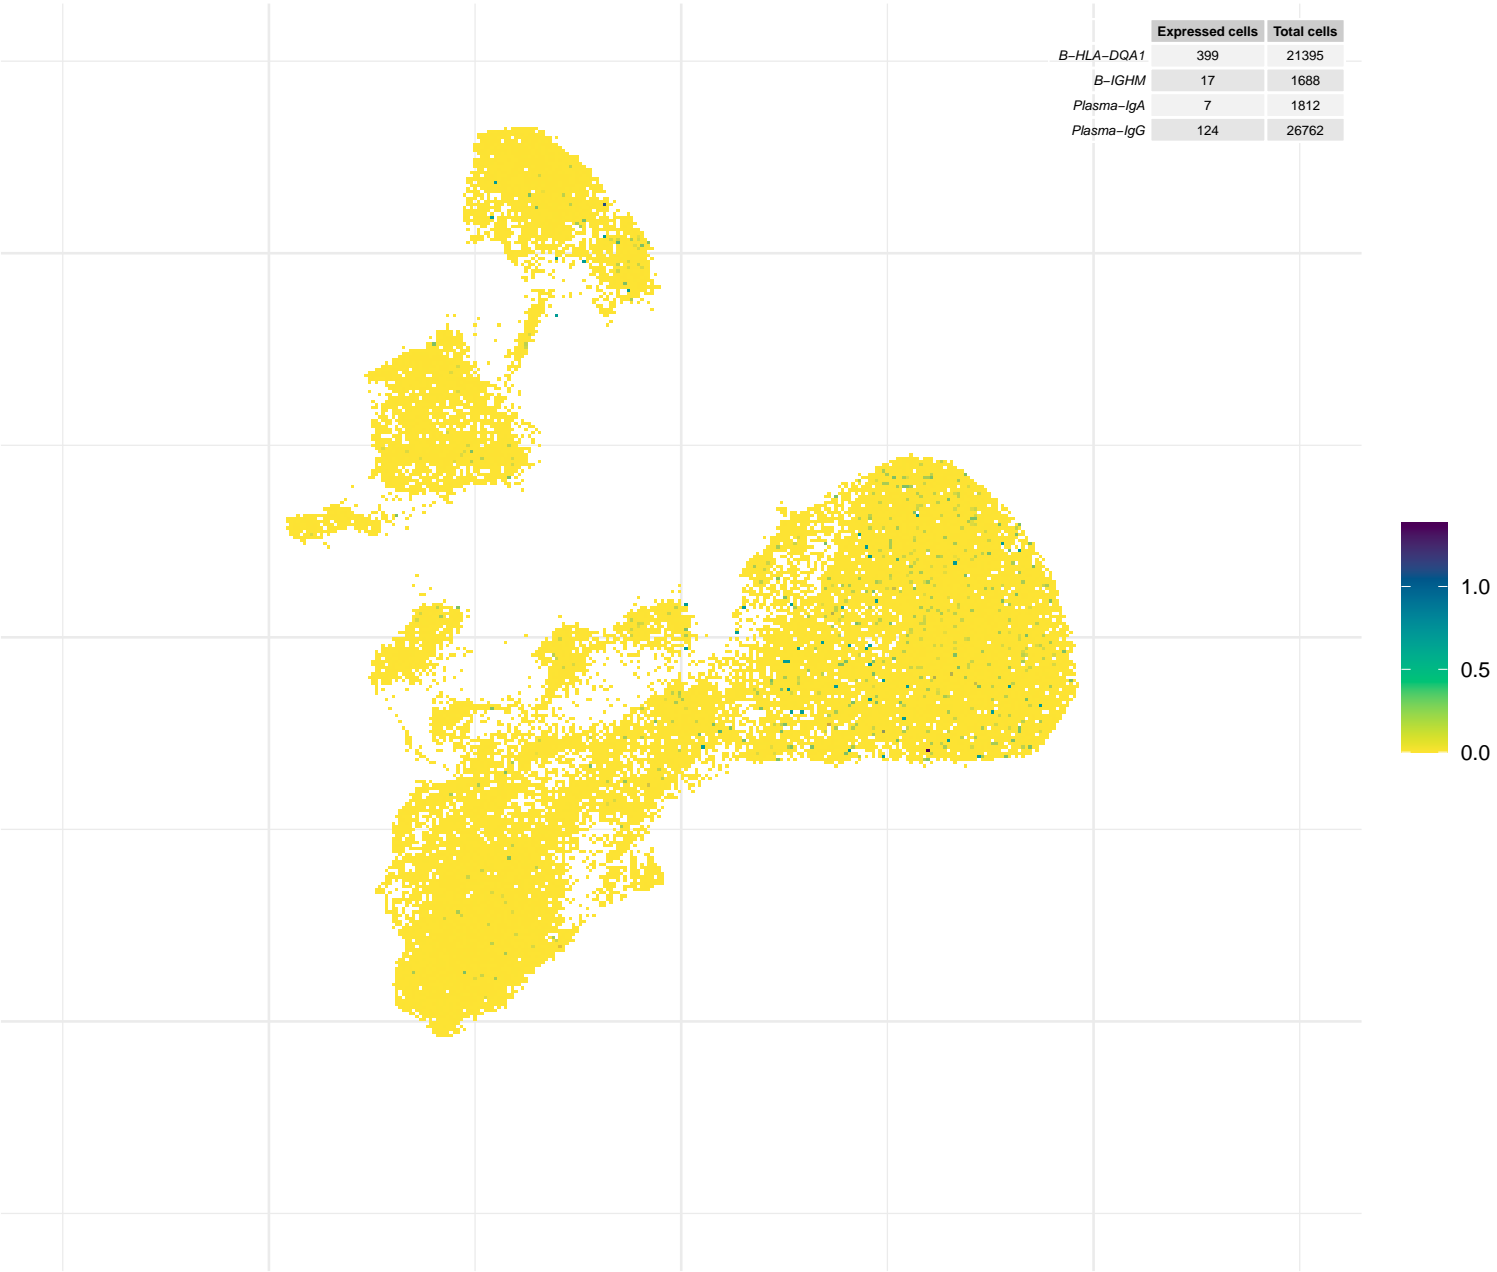 Expressed cells Total cells
B−HLA−DQA1 399 21395
B−IGHM 17 1688
Plasma−IgA 7 1812
Plasma−IgG 124 26762
1.0
0.5
0.0